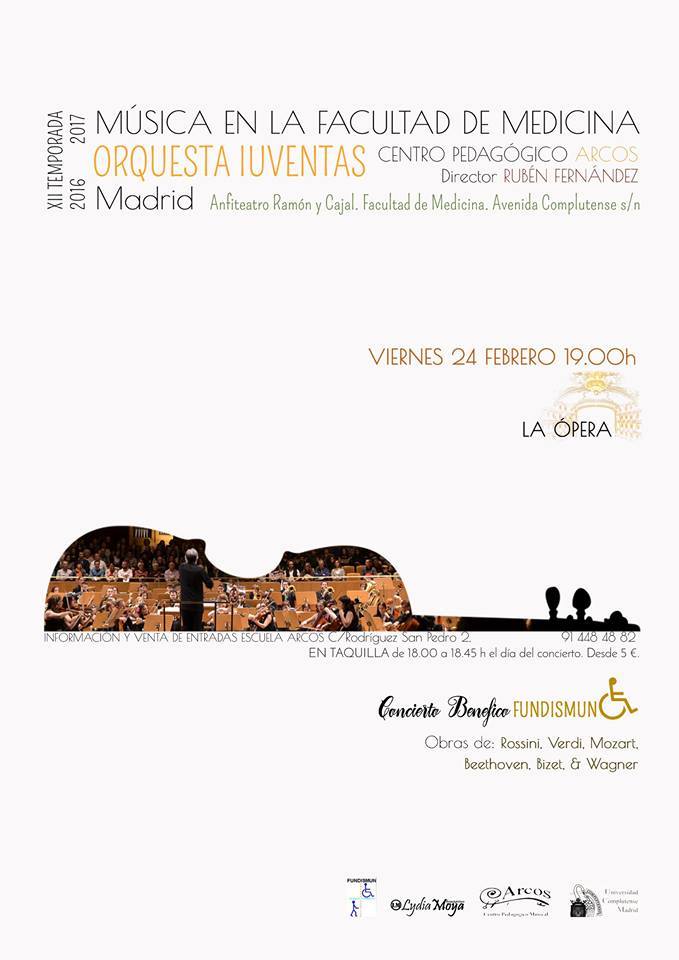 XII TEMPORADA
2016 2017
MÚSICA EN LA FACULTAD DE MEDICINA
ORQUESTA IUVENTAS CENTRO PEDAGÓGICO ARCOS
Director RUBÉN FERNÁNDEZ
Madrid Anfiteatro Ramón y Cajal. Facultad de Medicina. Avenida Complutense s/n
VIERNES 24 FEBRERO 19.00h
LA ÓPERA
INFORMACIÓN Y VENTA DE ENTRADAS ESCUELA ARCOS C/Rodríguez San Pedro 2. 91 448 48 82
EN TAQUILLA de 18.00 a 18.45 h el día del concierto. Desde 5 €.
Concierto Benefico FUNDISMUN
Obras de: Rossini, Verdi, Mozart,
Beethoven, Bizet, & Wagner
FUNDISMUN
Lydia Moya
Arcos
Centro Pedagógico Musical
Universidad
Complutense
Madrid